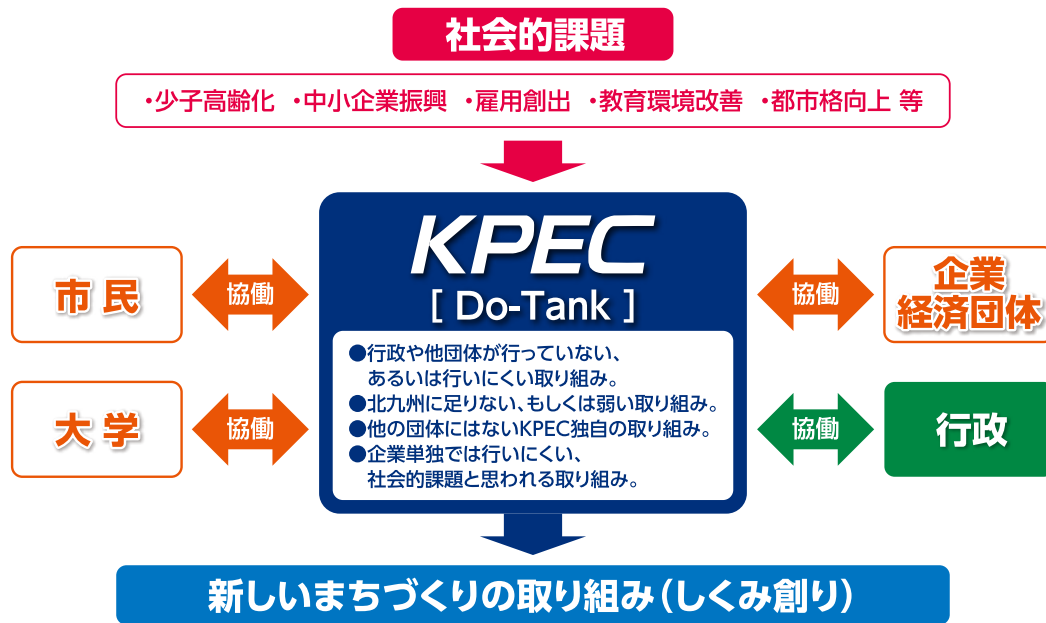 社会的課題
・少子高齢化 ・中小企業振興 ・雇用創出 ・教育環境改善 ・都市格向上 等
KPEC
[ Do-Tank ]
●行政や他団体が行っていない、
あるいは行いにくい取り組み。
●北九州に足りない、もしくは弱い取り組み。
●他の団体にはないKPEC独自の取り組み。
●企業単独では行いにくい、
社会的課題と思われる取り組み。
市民
協働
大学
協働
協働
企業
経済団体
協働
行政
新しいまちづくりの取り組み(しくみ創り)